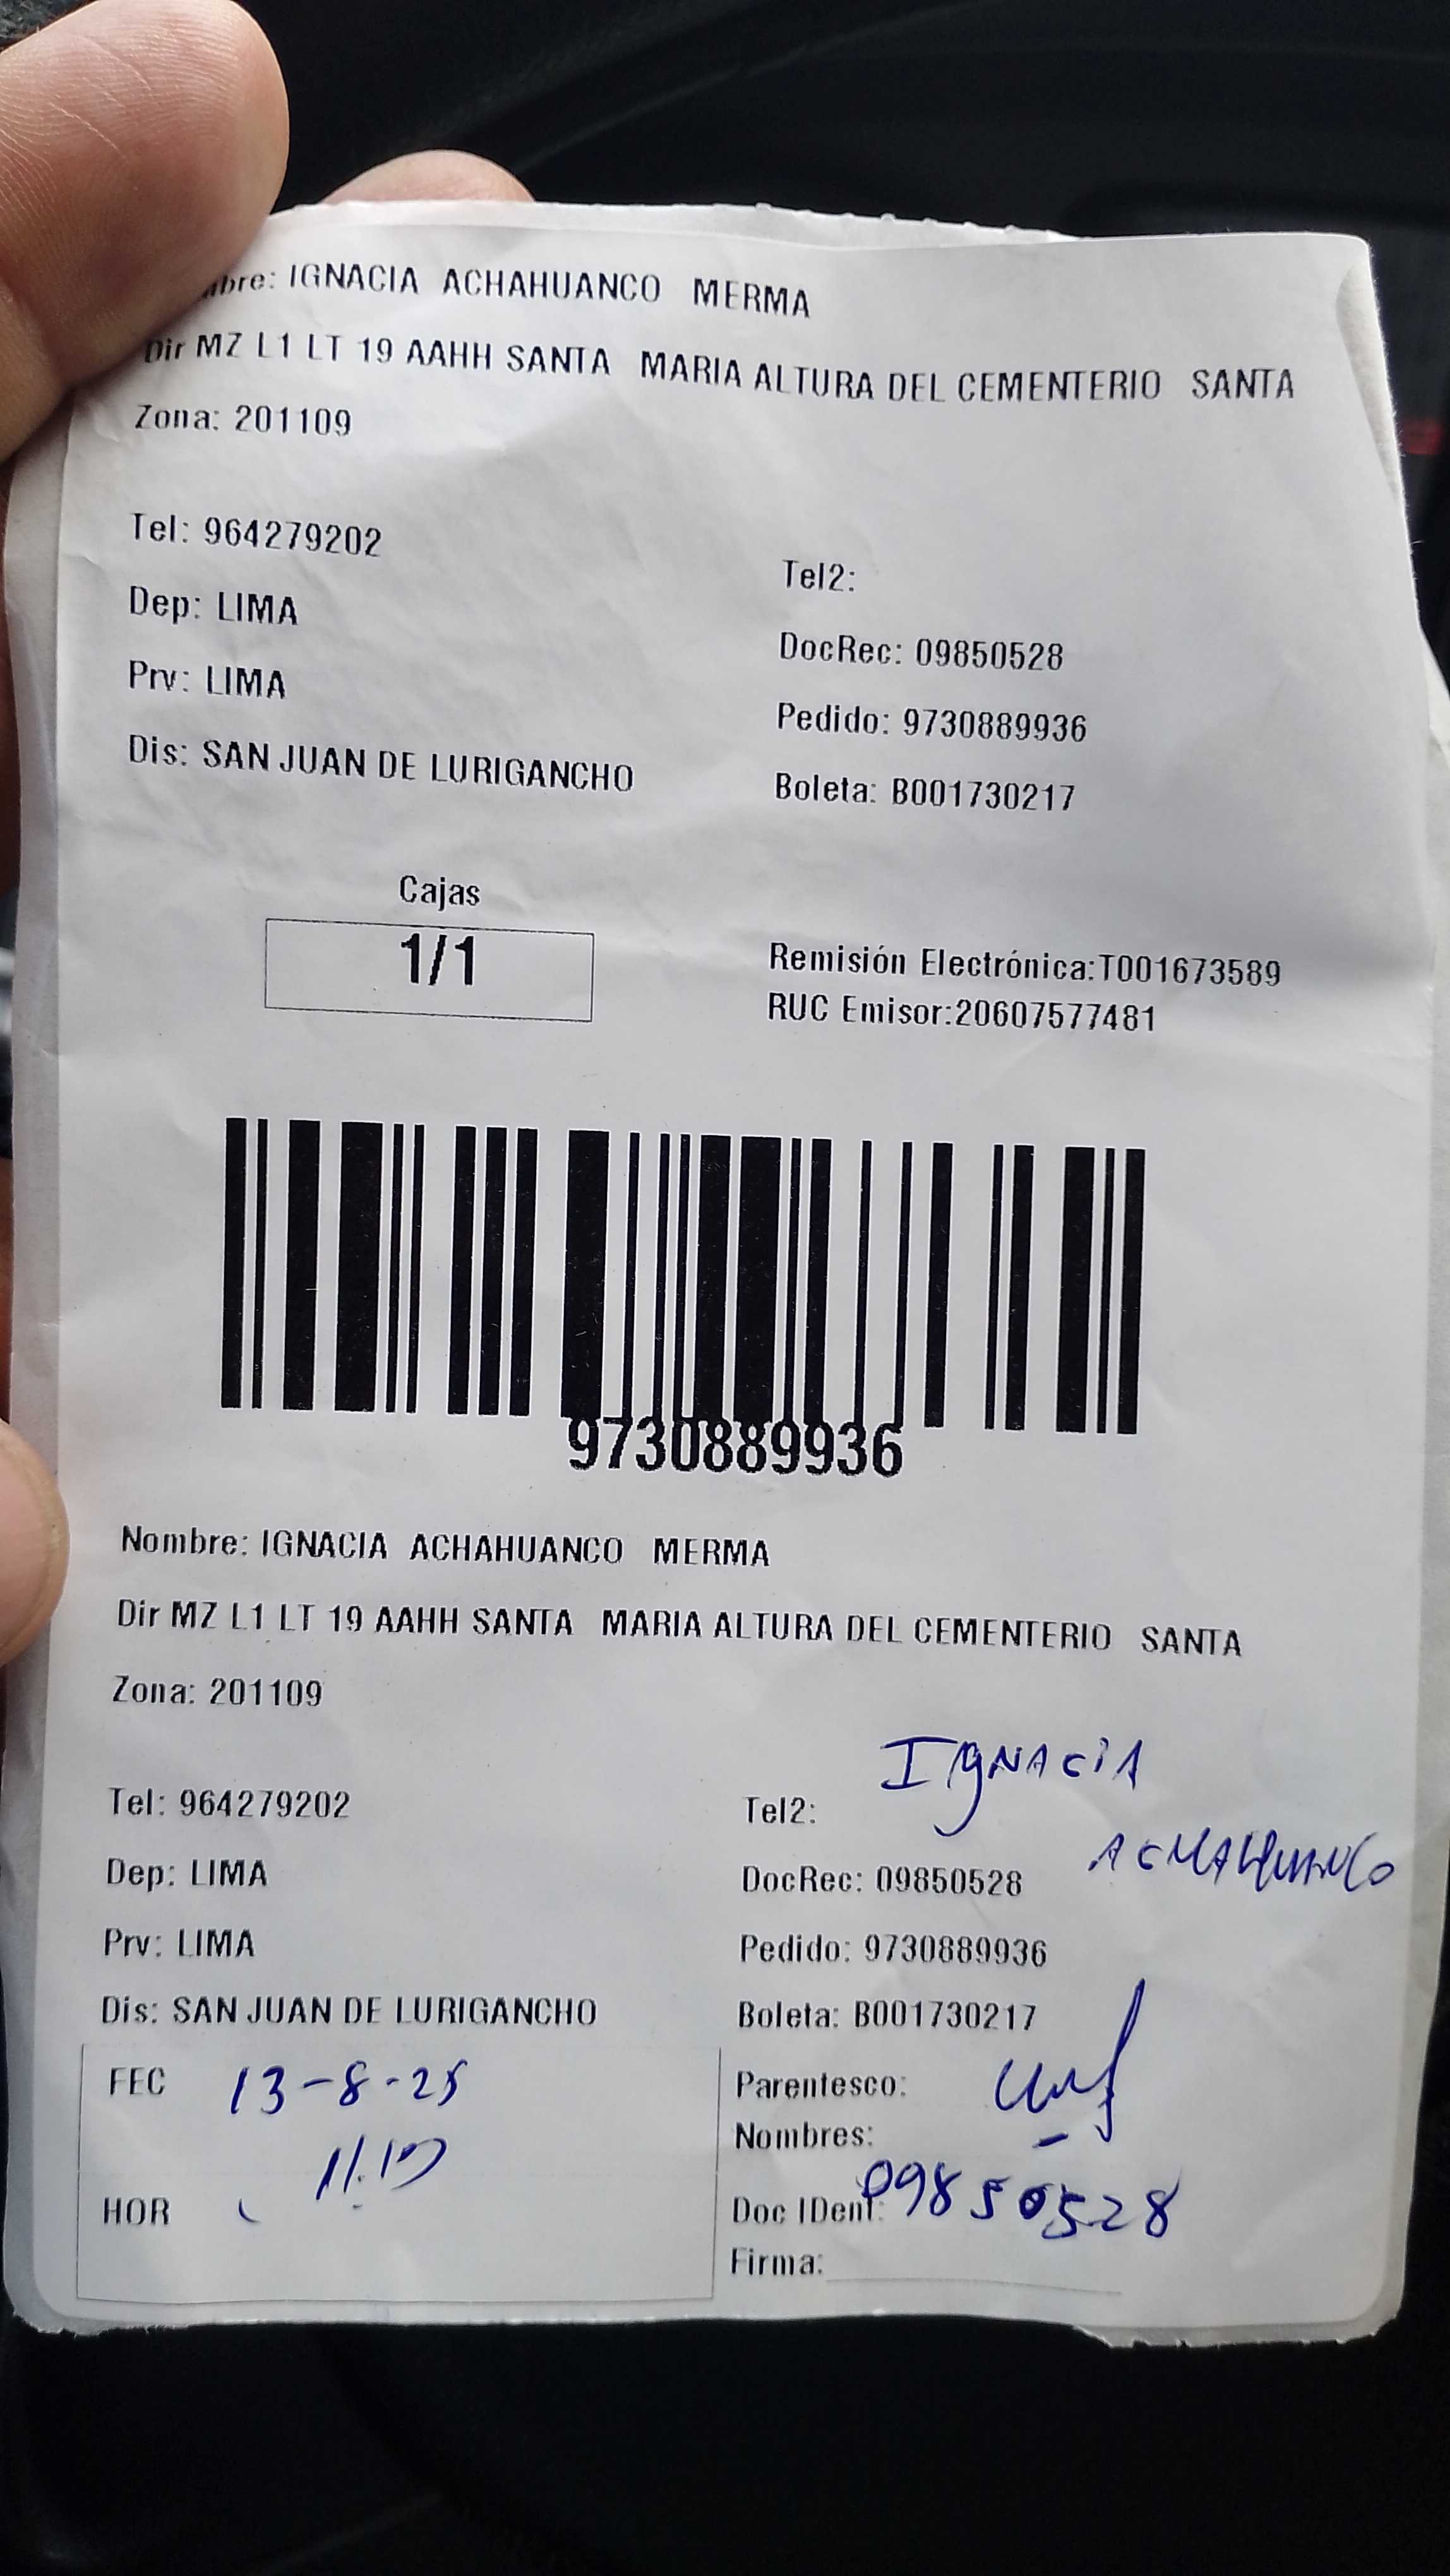 bre: IGNACIA ACHAHUANCO MERMA
Dir MZ L1 LT 19 AAHH SANTA MARIA ALTURA DEL CEMENTERIO SANTA
Zona: 201109
Tel: 964279202
Tel2:
Dep: LIMA
DocRec: 09850528
Prv: LIMA
Pedido: 9730889936
Dis: SAN JUAN DE LURIGANCHO
Boleta: B001730217
Cajas
1/1
Remisión Electrónica:T001673589
RUC Emisor:20607577481
9730889936
Nombre: IGNACIA ACHAHUANCO MERMA
Dir MZ L1 LT 19 AAHH SANTA MARIA ALTURA DEL CEMENTERIO SANTA
Zona: 201109
IgNAciA
Tel: 964279202
Tel2:
Dep: LIMA
DocRec: 09850528
Prv: LIMA
Pedido: 9730889936
Dis: SAN JUAN DE LURIGANCHO
Boleta: B001730217
FEC 13-8-25
Parentesco:
Nombres:
HOR
Doc IDent: 09850528
Firma: